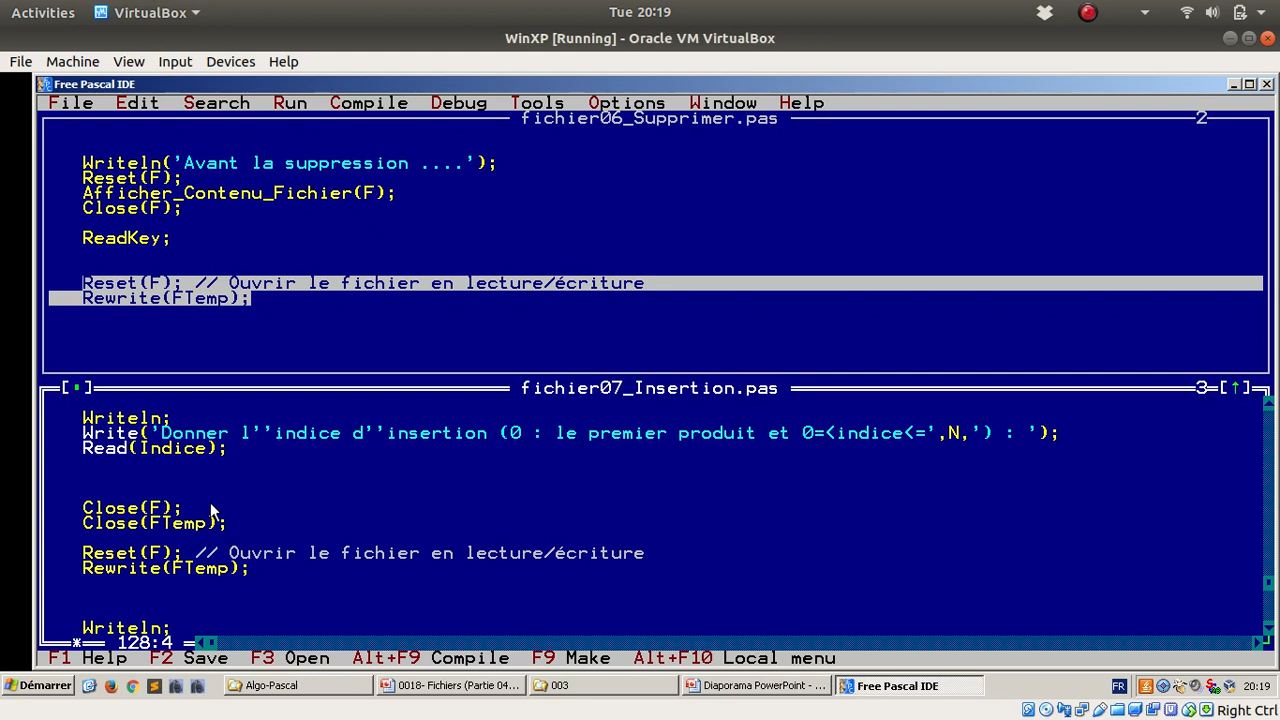 Activities VirtualBox Tue 20:19
WinXP [Running] - Oracle VM VirtualBox
File Machine View Input Devices Help
Free Pascal IDE
File Edit Search Run Compile Debug Tools Options Window Help
fichier06_Supprimer.pas 2
Writeln('Avant la suppression ....');
Reset(F);
Afficher_Contenu_Fichier(F);
Close(F);
ReadKey;
Reset(F); // Ouvrir le fichier en lecture/écriture
Rewrite(FTemp);
[▪] fichier07_Insertion.pas 3=[↑]
Writeln;
Write('Donner l''indice d''insertion (0 : le premier produit et 0=<indice<=',N,') : ');
Read(Indice);
Close(F);
Close(FTemp);
Reset(F); // Ouvrir le fichier en lecture/écriture
Rewrite(FTemp);
Writeln;
* 128:4
F1 Help F2 Save F3 Open Alt+F9 Compile F9 Make Alt+F10 Local menu
Démarrer Algo-Pascal 0018- Fichiers (Partie 04... 003 Diaporama PowerPoint - ... Free Pascal IDE FR 20:19
Right Ctrl